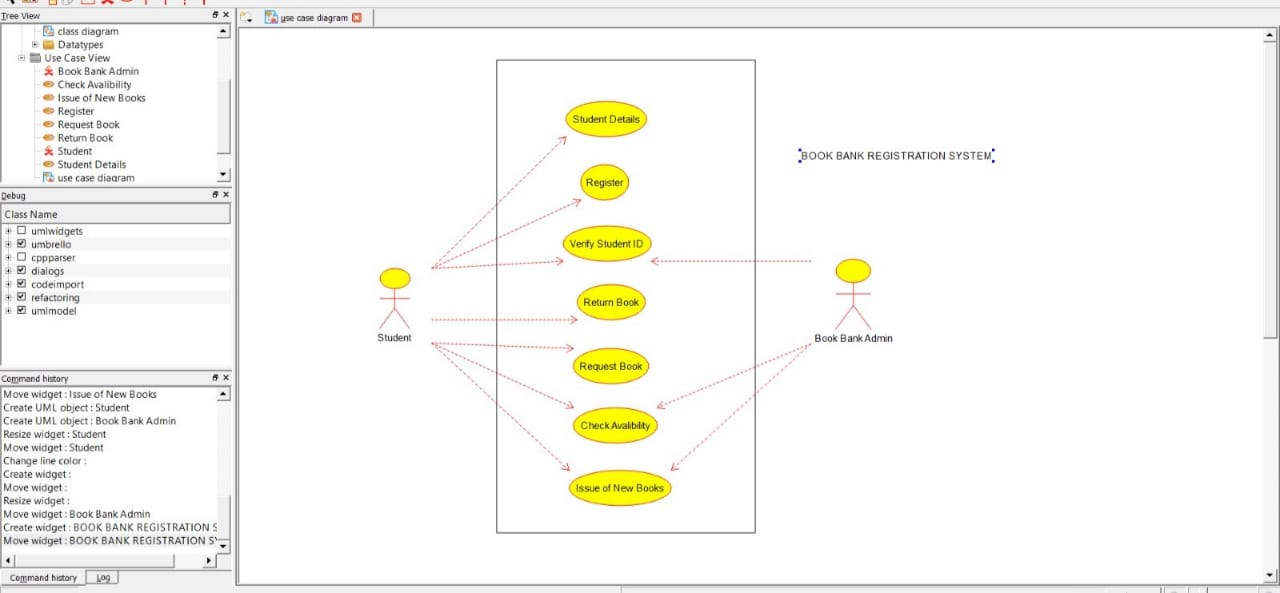 Tree View
class diagram
Datatypes
Use Case View
Book Bank Admin
Check Avalibility
Issue of New Books
Register
Request Book
Return Book
Student
Student Details
use case diagram
Debug
Class Name
umlwidgets
umbrello
cppparser
dialogs
codeimport
refactoring
umlmodel
Command history
Move widget : Issue of New Books
Create UML object : Student
Create UML object : Book Bank Admin
Resize widget : Student
Move widget : Student
Change line color :
Create widget :
Move widget :
Resize widget :
Move widget : Book Bank Admin
Create widget : BOOK BANK REGISTRATION S
Move widget : BOOK BANK REGISTRATION SY
Command history
Log
use case diagram
Student Details
BOOK BANK REGISTRATION SYSTEM
Register
Verify Student ID
Return Book
Student
Book Bank Admin
Request Book
Check Avalibility
Issue of New Books